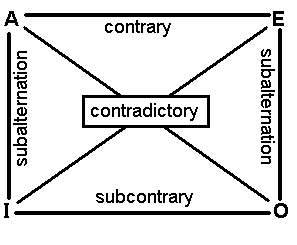 A
E
contrary
subalternation
contradictory
subalternation
subcontrary
I
O